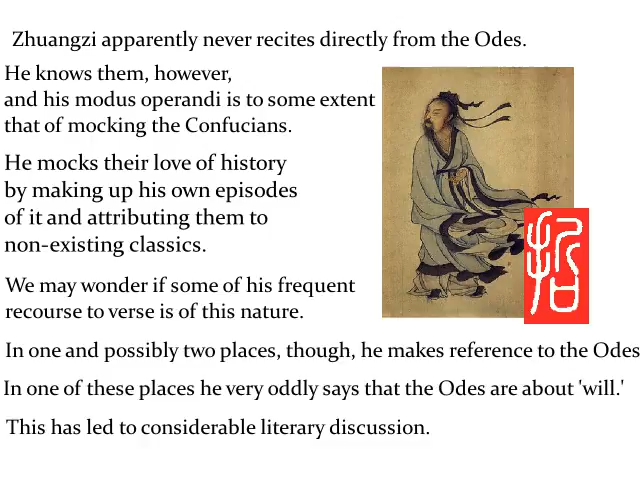 Zhuangzi apparently never recites directly from the Odes.
He knows them, however,
and his modus operandi is to some extent
that of mocking the Confucians.
He mocks their love of history
by making up his own episodes
of it and attributing them to
non-existing classics.
We may wonder if some of his frequent
recourse to verse is of this nature.
In one and possibly two places, though, he makes reference to the Odes
In one of these places he very oddly says that the Odes are about 'will.'
This has led to considerable literary discussion.